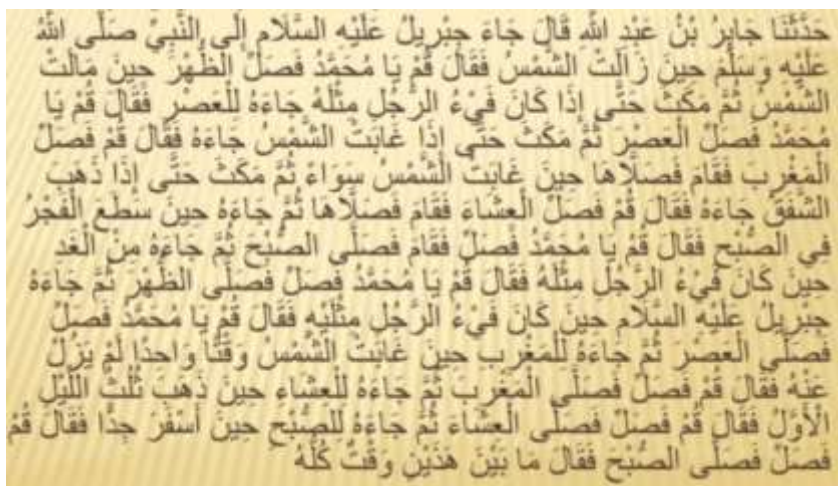 حَدَّثَنَا جَابِرُ بْنُ عَبْدِ اللَّهِ قَالَ جَاءَ جِبْرِيلُ عَلَيْهِ السَّلَام إِلَى النَّبِيِّ صَلَّى اللَّهُ
عَلَيْهِ وَسَلَّمَ حِينَ زَالَتْ الشَّمْسُ فَقَالَ قُمْ يَا مُحَمَّدُ فَصَلِّ الظُّهْرَ حِينَ مَالَتْ
الشَّمْسُ ثُمَّ مَكَثَ حَتَّى إِذَا كَانَ فَيْءُ الرَّجُلِ مِثْلَهُ جَاءَهُ لِلْعَصْرِ فَقَالَ قُمْ يَا
مُحَمَّدُ فَصَلِّ الْعَصْرَ ثُمَّ مَكَثَ حَتَّى إِذَا غَابَتْ الشَّمْسُ جَاءَهُ فَقَالَ قُمْ فَصَلِّ
الْمَغْرِبَ فَقَامَ فَصَلَّاهَا حِينَ غَابَتْ الشَّمْسُ سَوَاءً ثُمَّ مَكَثَ حَتَّى إِذَا ذَهَبَ
الشَّفَقُ جَاءَهُ فَقَالَ قُمْ فَصَلِّ الْعِشَاءَ فَقَامَ فَصَلَّاهَا ثُمَّ جَاءَهُ حِينَ سَطَعَ الْفَجْرُ
فِي الصُّبْحِ فَقَالَ قُمْ يَا مُحَمَّدُ فَصَلِّ فَقَامَ فَصَلَّى الصُّبْحَ ثُمَّ جَاءَهُ مِنْ الْغَدِ
حِينَ كَانَ فَيْءُ الرَّجُلِ مِثْلَهُ فَقَالَ قُمْ يَا مُحَمَّدُ فَصَلِّ فَصَلَّى الظُّهْرَ ثُمَّ جَاءَهُ
جِبْرِيلُ عَلَيْهِ السَّلَام حِينَ كَانَ فَيْءُ الرَّجُلِ مِثْلَيْهِ فَقَالَ قُمْ يَا مُحَمَّدُ فَصَلِّ
فَصَلَّى الْعَصْرَ ثُمَّ جَاءَهُ لِلْمَغْرِبِ حِينَ غَابَتْ الشَّمْسُ وَقْتًا وَاحِدًا لَمْ يَزُلْ
عَنْهُ فَقَالَ قُمْ فَصَلِّ فَصَلَّى الْمَغْرِبَ ثُمَّ جَاءَهُ لِلْعِشَاءِ حِينَ ذَهَبَ ثُلُثُ اللَّيْلِ
الْأَوَّلُ فَقَالَ قُمْ فَصَلِّ فَصَلَّى الْعِشَاءَ ثُمَّ جَاءَهُ لِلصُّبْحِ حِينَ أَسْفَرَ جِدًّا فَقَالَ قُمْ
فَصَلِّ فَصَلَّى الصُّبْحَ فَقَالَ مَا بَيْنَ هَذَيْنِ وَقْتٌ كُلُّهُ